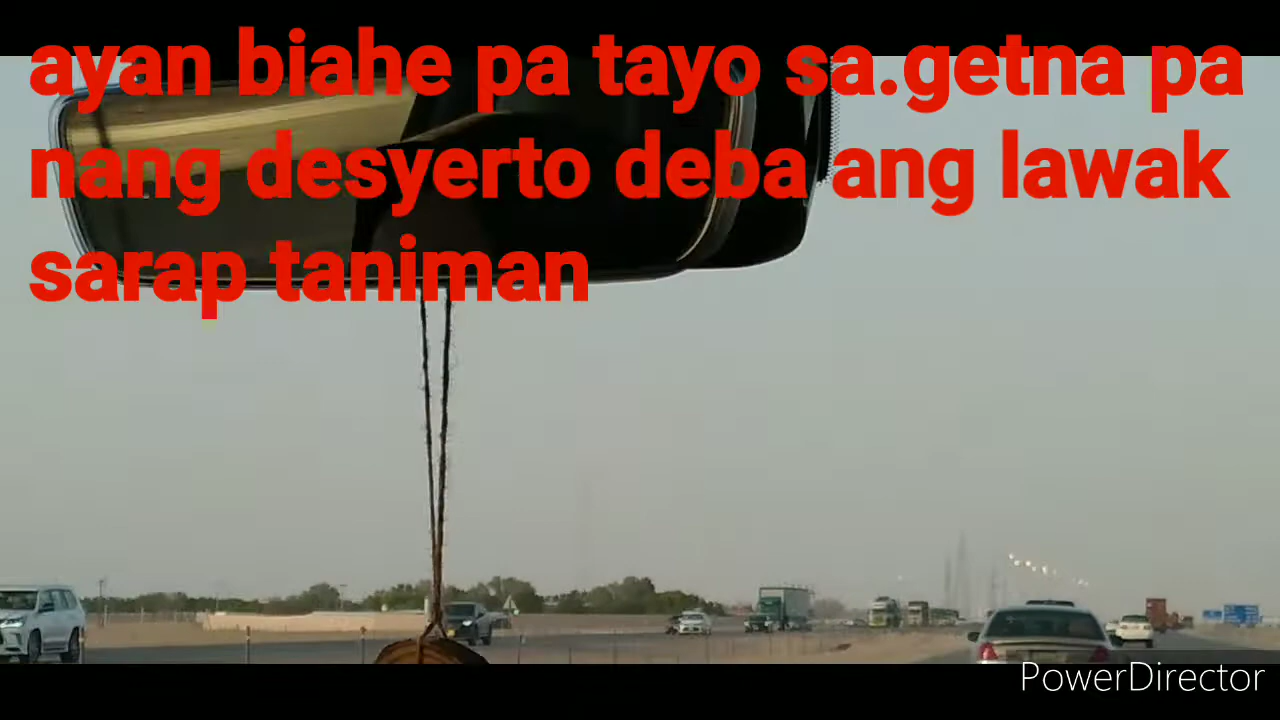 ayan biahe pa tayo sa.getna pa
nang desyerto deba ang lawak
sarap taniman
PowerDirector